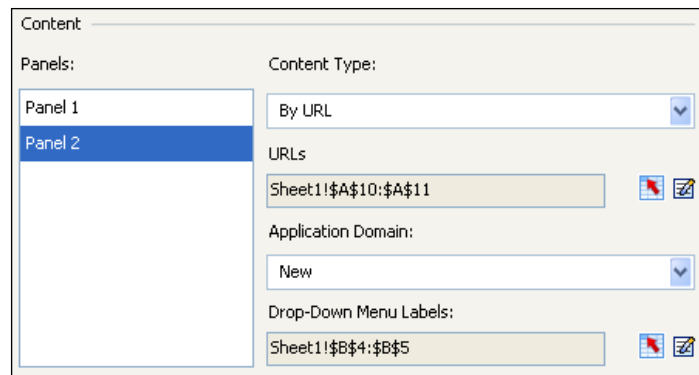 Content
Panels:
Panel 1
Panel 2
Content Type:
By URL
URLs
Sheet1!$A$10:$A$11
Application Domain:
New
Drop-Down Menu Labels:
Sheet1!$B$4:$B$5